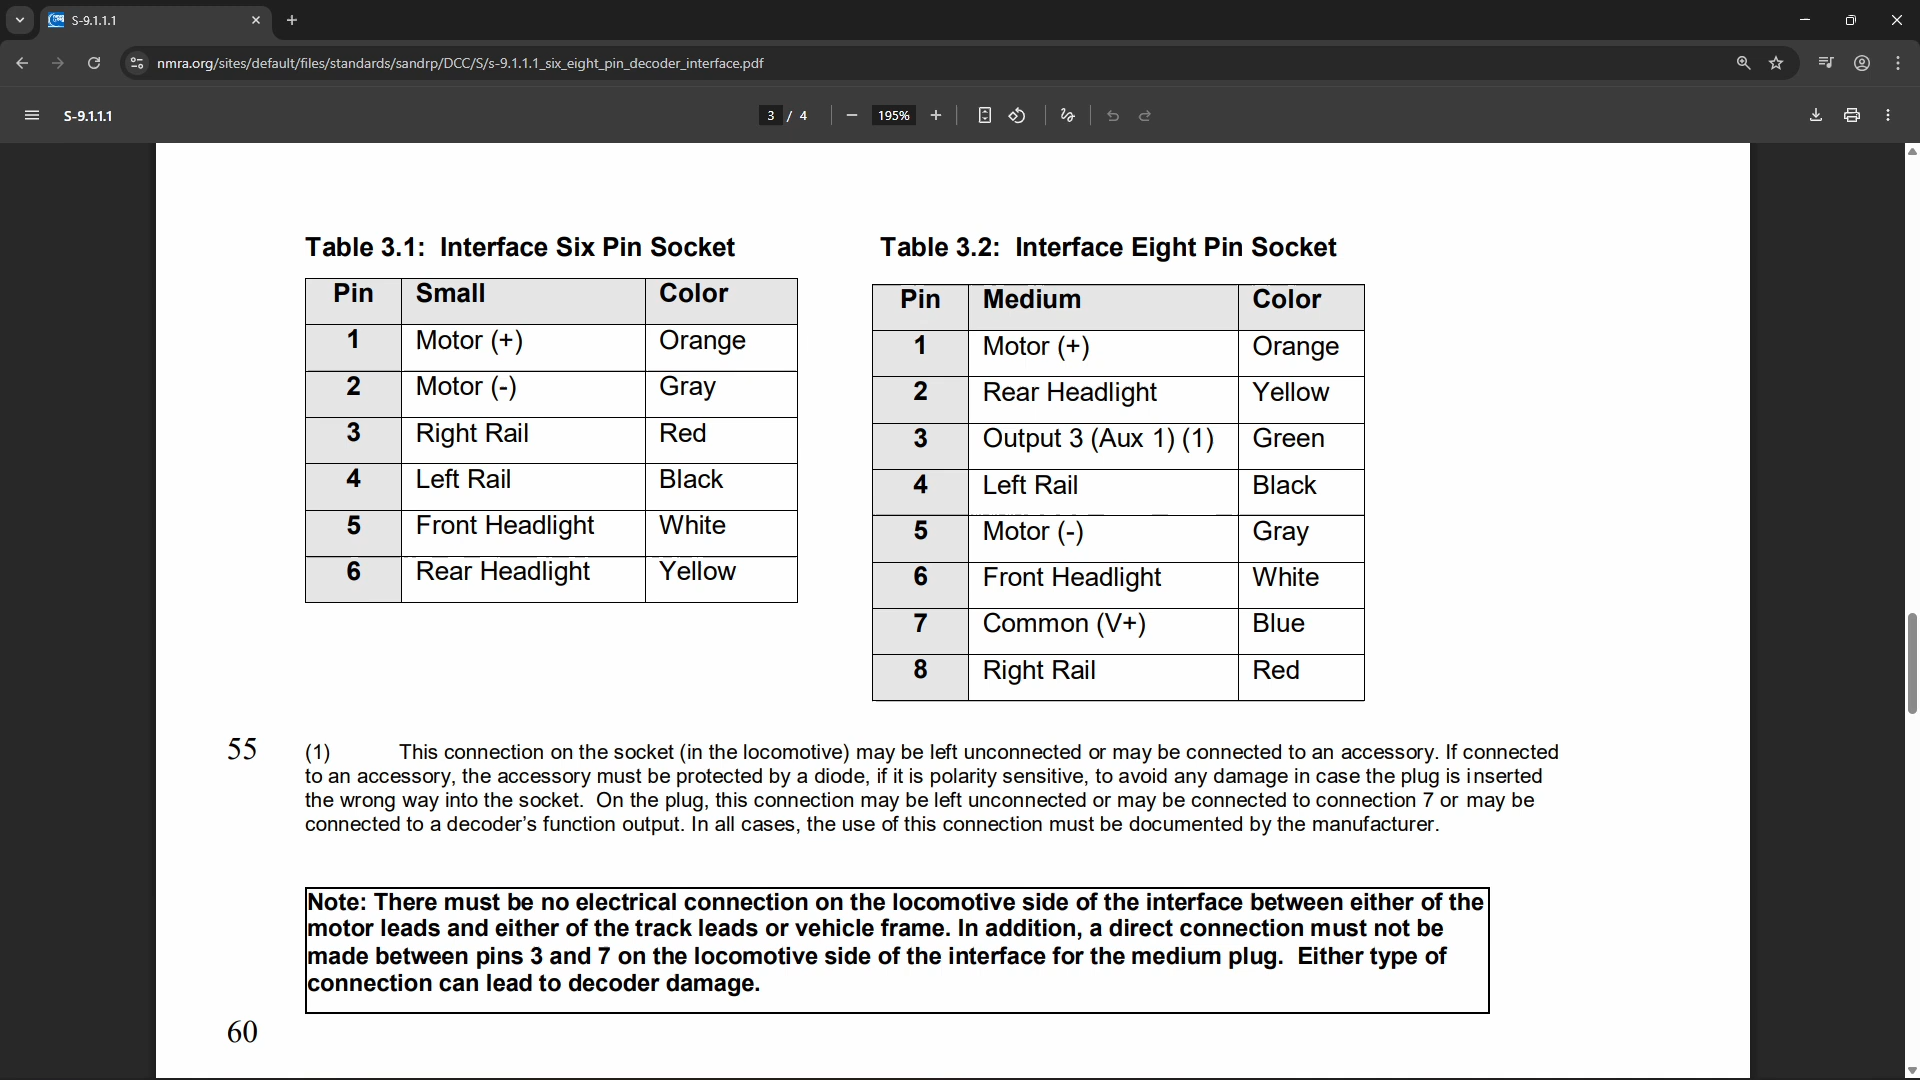 S-9.1.1.1
nmra.org/sites/default/files/standards/sandrp/DCC/S/s-9.1.1.1_six_eight_pin_decoder_interface.pdf
S-9.1.1.1
3 / 4
195%
Table 3.1: Interface Six Pin Socket
Pin Small Color
1 Motor (+) Orange
2 Motor (-) Gray
3 Right Rail Red
4 Left Rail Black
5 Front Headlight White
6 Rear Headlight Yellow
Table 3.2: Interface Eight Pin Socket
Pin Medium Color
1 Motor (+) Orange
2 Rear Headlight Yellow
3 Output 3 (Aux 1) (1) Green
4 Left Rail Black
5 Motor (-) Gray
6 Front Headlight White
7 Common (V+) Blue
8 Right Rail Red
55 (1) This connection on the socket (in the locomotive) may be left unconnected or may be connected to an accessory. If connected
to an accessory, the accessory must be protected by a diode, if it is polarity sensitive, to avoid any damage in case the plug is inserted
the wrong way into the socket. On the plug, this connection may be left unconnected or may be connected to connection 7 or may be
connected to a decoder’s function output. In all cases, the use of this connection must be documented by the manufacturer.
Note: There must be no electrical connection on the locomotive side of the interface between either of the
motor leads and either of the track leads or vehicle frame. In addition, a direct connection must not be
made between pins 3 and 7 on the locomotive side of the interface for the medium plug. Either type of
connection can lead to decoder damage.
60